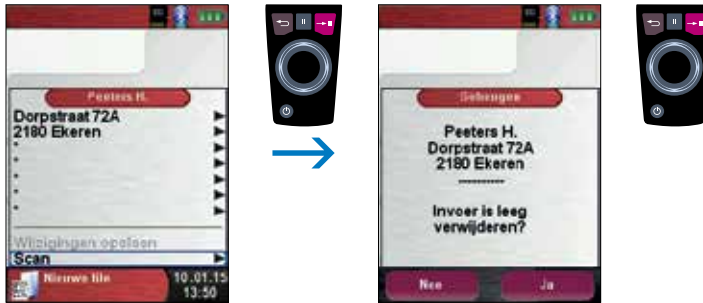 Peeters H.
Dorpstraat 72A
2180 Ekeren
*
*
*
*
*
Wijzigingen opslaan
Scan
Nieuwe file
10.01.15
13:50
Geheugen
Peeters H.
Dorpstraat 72A
2180 Ekeren
----------
Invoer is leeg
verwijderen?
Nee
Ja